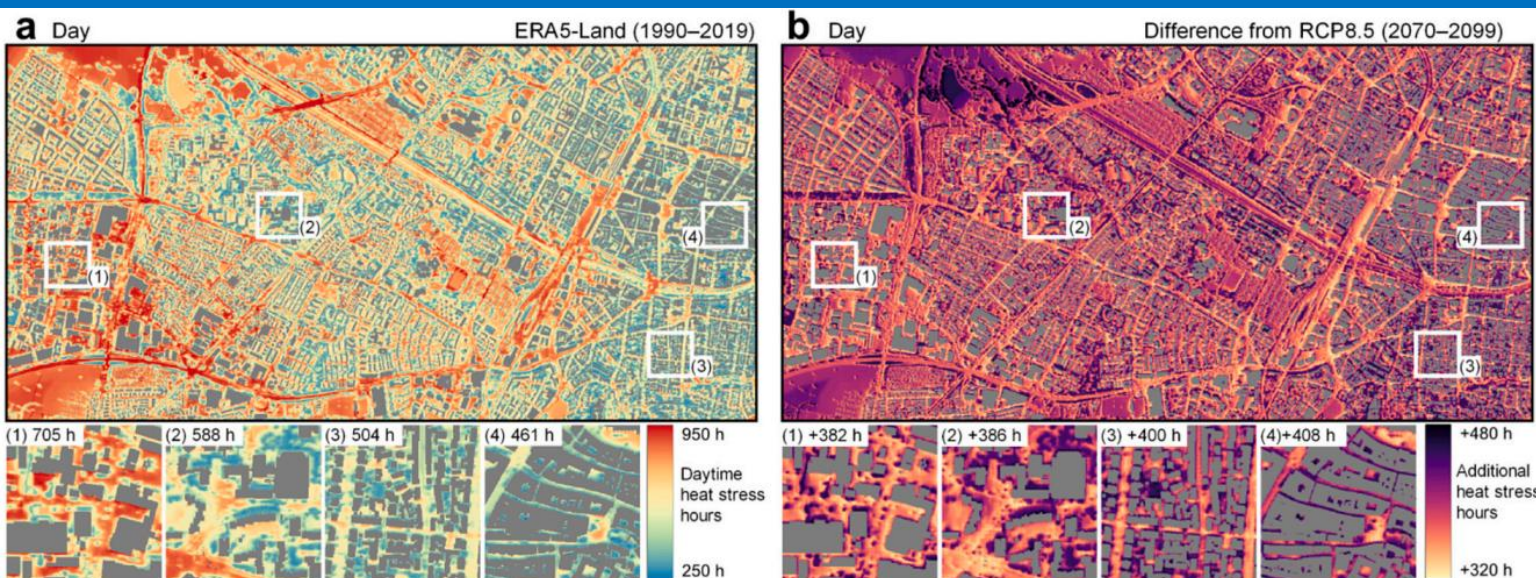 a Day ERA5-Land (1990–2019)
(1)
(2)
(3)
(4)
(1) 705 h
(2) 588 h
(3) 504 h
(4) 461 h
950 h
Daytime
heat stress
hours
250 h
b Day Difference from RCP8.5 (2070–2099)
(1)
(2)
(3)
(4)
(1) +382 h
(2) +386 h
(3) +400 h
(4)+408 h
+480 h
Additional
heat stress
hours
+320 h